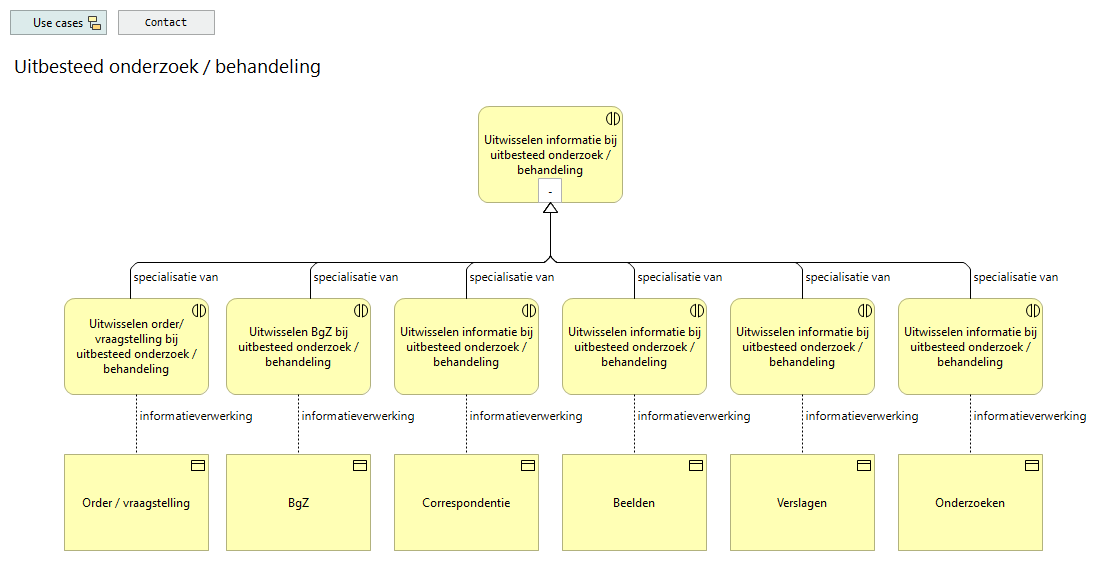 Use cases
Contact
Uitbesteed onderzoek / behandeling
Uitwisselen informatie bij
uitbesteed onderzoek /
behandeling
-
specialisatie van
specialisatie van
specialisatie van
specialisatie van
specialisatie van
specialisatie van
Uitwisselen order/
vraagstelling bij
uitbesteed onderzoek /
behandeling
Uitwisselen BgZ bij
uitbesteed onderzoek /
behandeling
Uitwisselen informatie bij
uitbesteed onderzoek /
behandeling
Uitwisselen informatie bij
uitbesteed onderzoek /
behandeling
Uitwisselen informatie bij
uitbesteed onderzoek /
behandeling
Uitwisselen informatie bij
uitbesteed onderzoek /
behandeling
informatieverwerking
informatieverwerking
informatieverwerking
informatieverwerking
informatieverwerking
informatieverwerking
Order / vraagstelling
BgZ
Correspondentie
Beelden
Verslagen
Onderzoeken